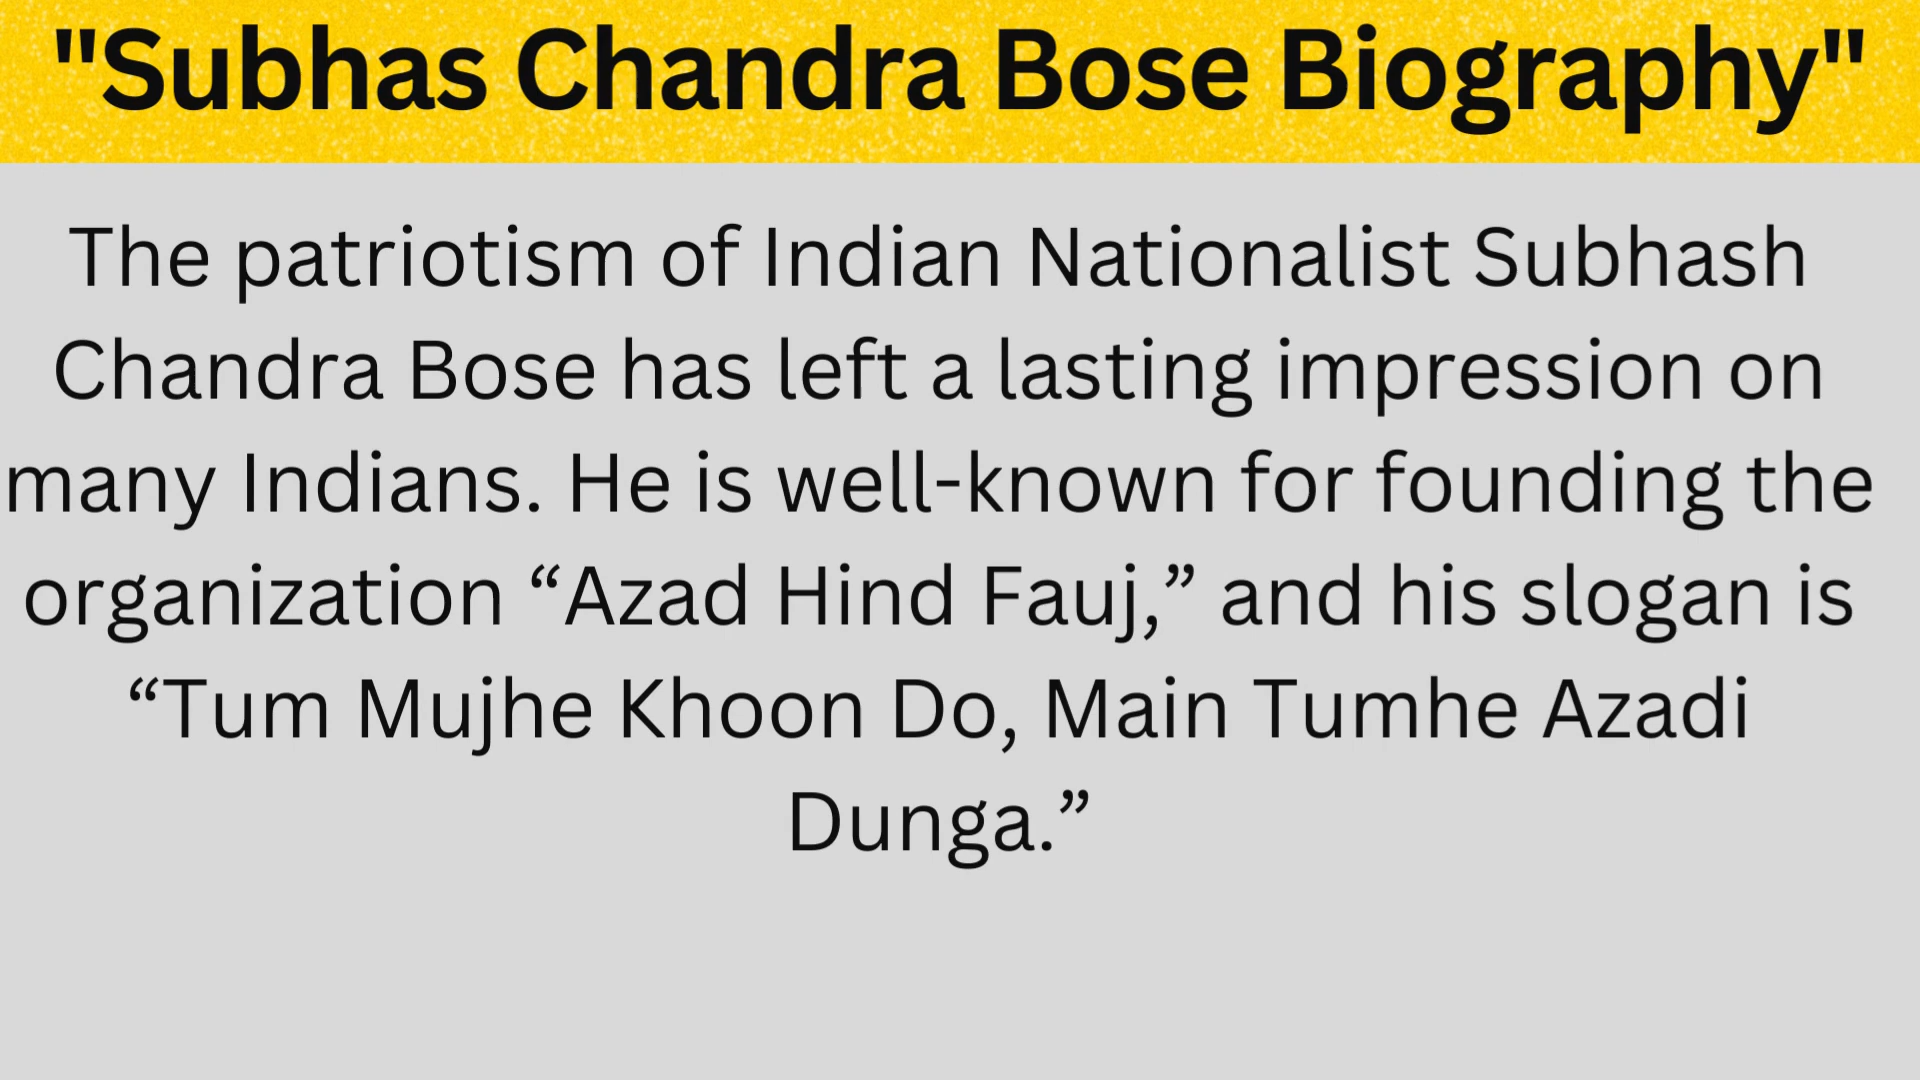 "Subhas Chandra Bose Biography"
The patriotism of Indian Nationalist Subhash
Chandra Bose has left a lasting impression on
many Indians. He is well-known for founding the
organization “Azad Hind Fauj,” and his slogan is
“Tum Mujhe Khoon Do, Main Tumhe Azadi
Dunga.”